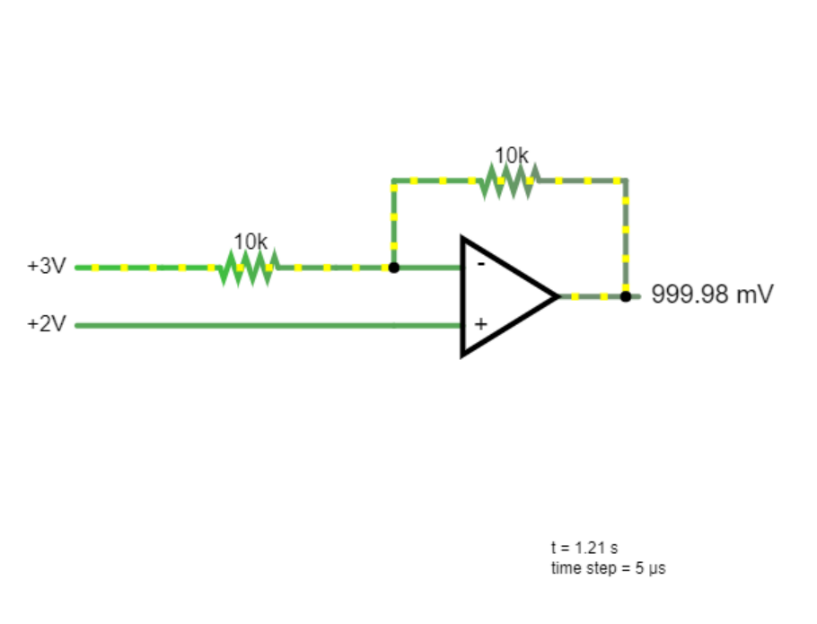 10k
10k
+3V
-
999.98 mV
+2V
+
t = 1.21 s
time step = 5 µs